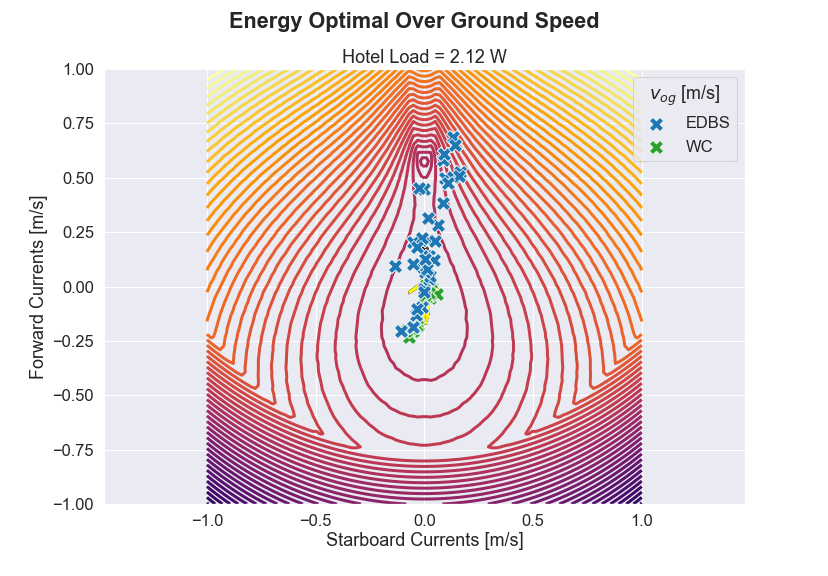 Energy Optimal Over Ground Speed
Hotel Load = 2.12 W
1.00
0.75
0.50
0.25
0.00
−0.25
−0.50
−0.75
−1.00
Forward Currents [m/s]
v_og [m/s]
EDBS
WC
−1.0
−0.5
0.0
0.5
1.0
Starboard Currents [m/s]